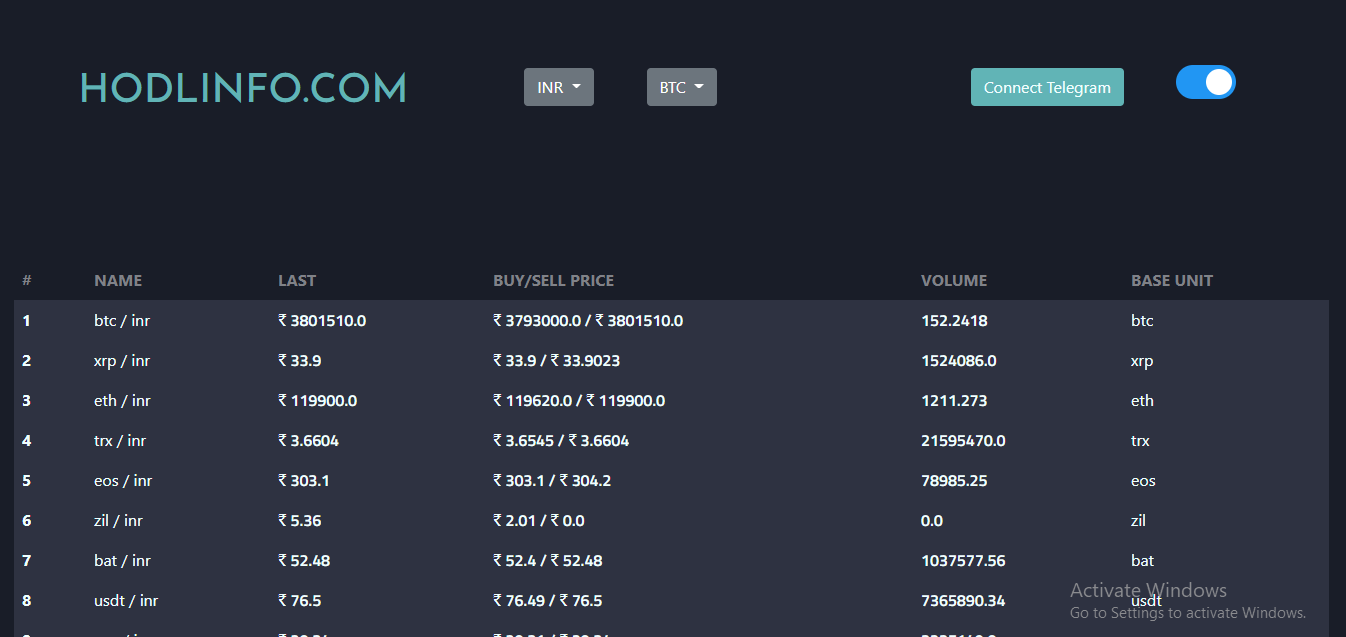 HODLINFO.COM INR BTC Connect Telegram
# NAME LAST BUY/SELL PRICE VOLUME BASE UNIT
1 btc / inr ₹ 3801510.0 ₹ 3793000.0 / ₹ 3801510.0 152.2418 btc
2 xrp / inr ₹ 33.9 ₹ 33.9 / ₹ 33.9023 1524086.0 xrp
3 eth / inr ₹ 119900.0 ₹ 119620.0 / ₹ 119900.0 1211.273 eth
4 trx / inr ₹ 3.6604 ₹ 3.6545 / ₹ 3.6604 21595470.0 trx
5 eos / inr ₹ 303.1 ₹ 303.1 / ₹ 304.2 78985.25 eos
6 zil / inr ₹ 5.36 ₹ 2.01 / ₹ 0.0 0.0 zil
7 bat / inr ₹ 52.48 ₹ 52.4 / ₹ 52.48 1037577.56 bat
8 usdt / inr ₹ 76.5 ₹ 76.49 / ₹ 76.5 7365890.34 usdt
Activate Windows
Go to Settings to activate Windows.